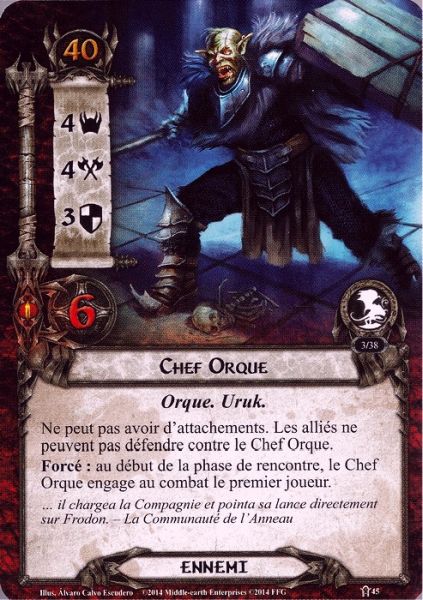 40
4
4
3
6
3/38
CHEF ORQUE
Orque. Uruk.
Ne peut pas avoir d'attachements. Les alliés ne
peuvent pas défendre contre le Chef Orque.
Forcé : au début de la phase de rencontre, le Chef
Orque engage au combat le premier joueur.
… il chargea la Compagnie et pointa sa lance directement
sur Frodon. – La Communauté de l'Anneau
ENNEMI
Illus. Álvaro Calvo Escudero ©2014 Middle-earth Enterprises ©2014 FFG 45